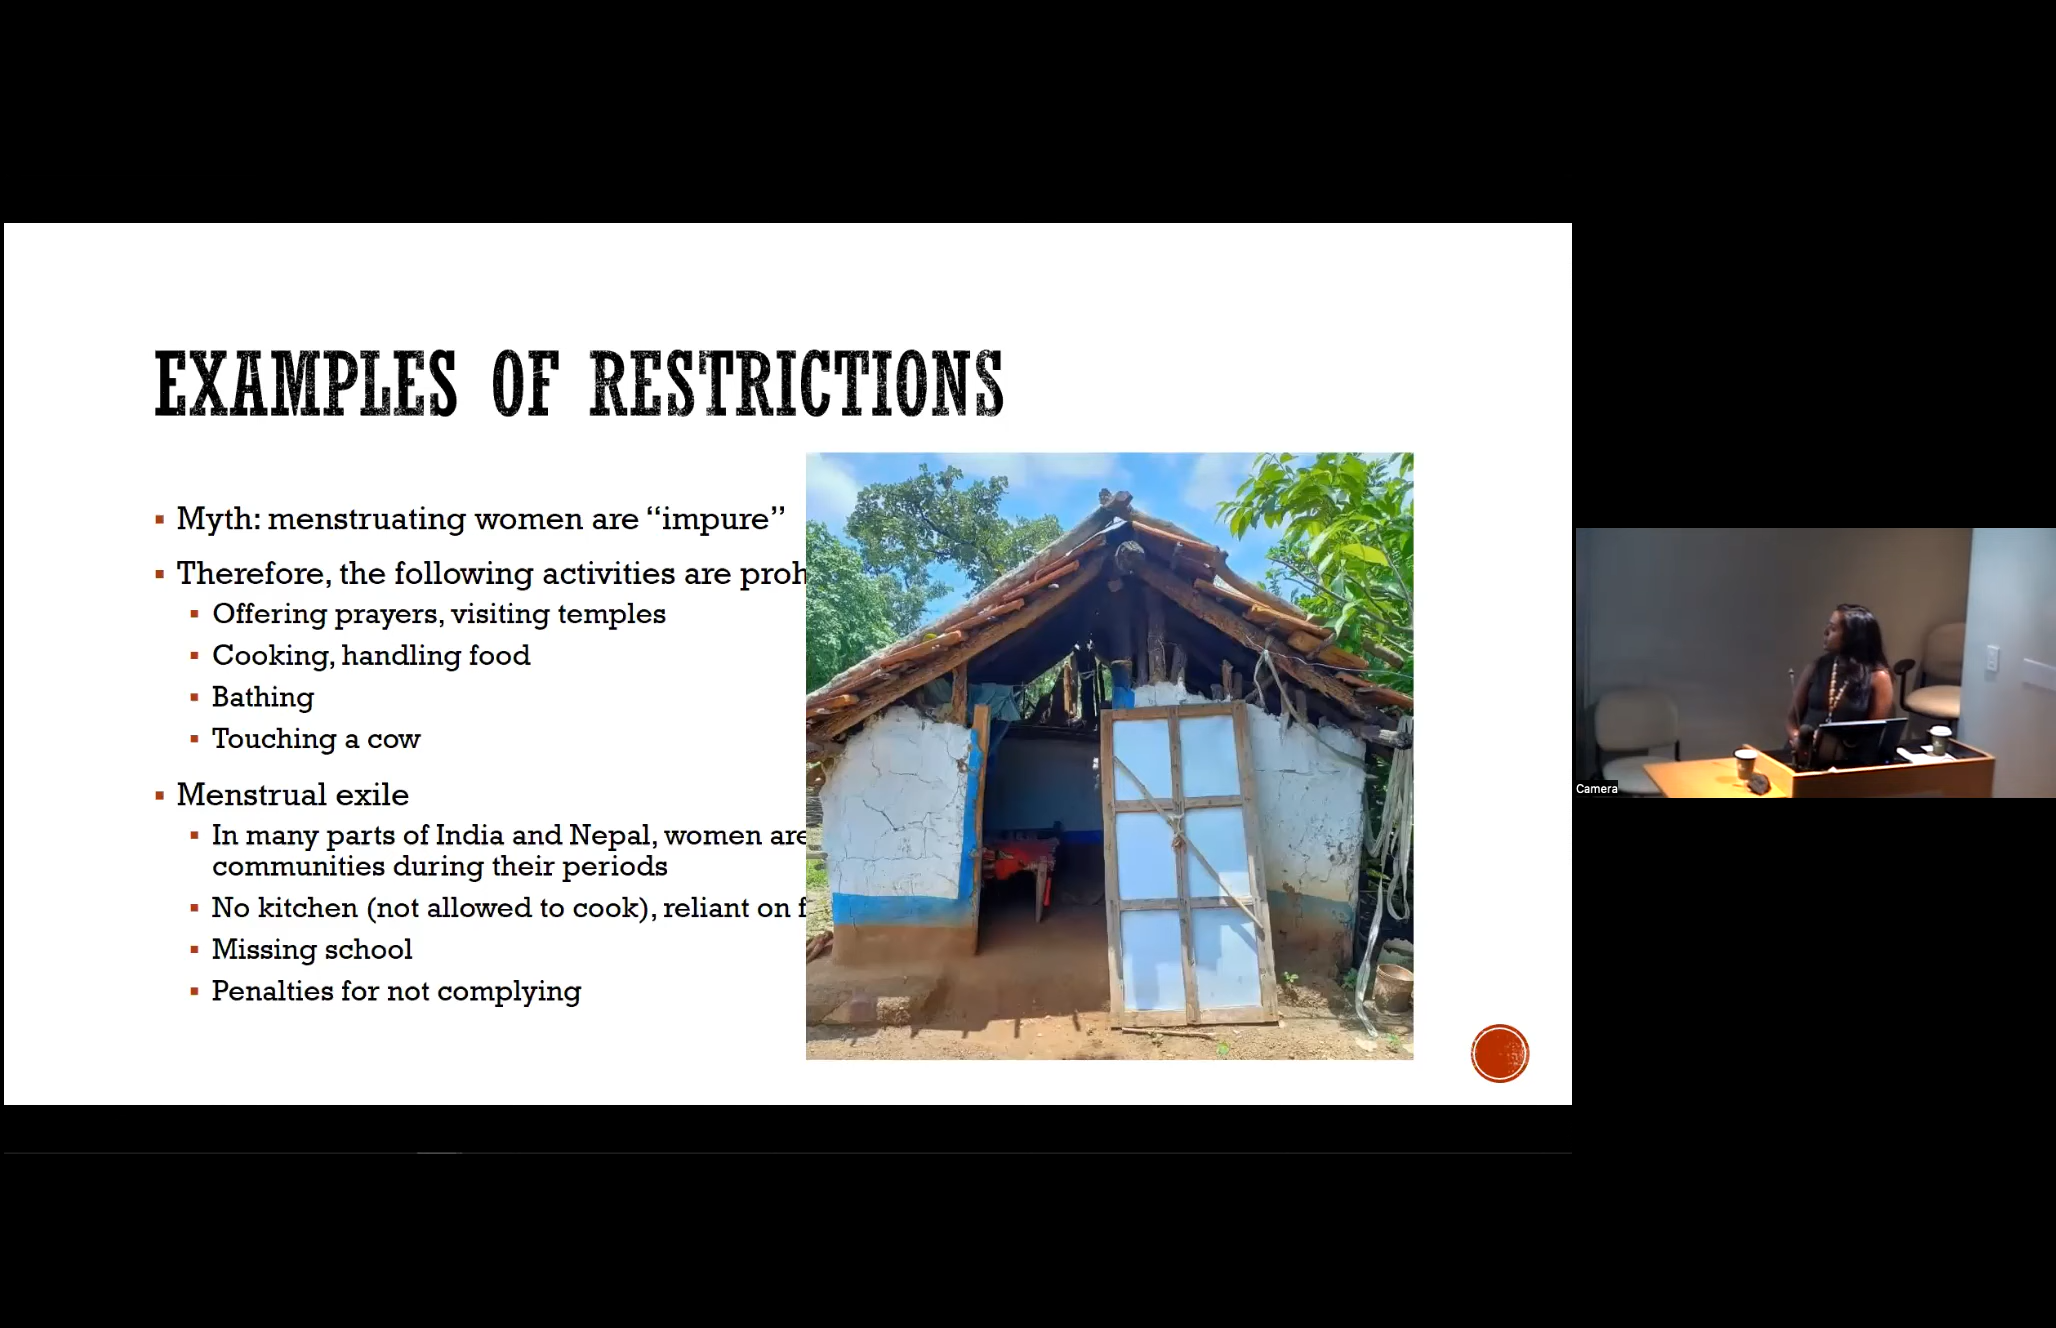 EXAMPLES OF RESTRICTIONS
Myth: menstruating women are “impure”
Therefore, the following activities are proh
Offering prayers, visiting temples
Cooking, handling food
Bathing
Touching a cow
Menstrual exile
In many parts of India and Nepal, women are
communities during their periods
No kitchen (not allowed to cook), reliant on f
Missing school
Penalties for not complying
Camera